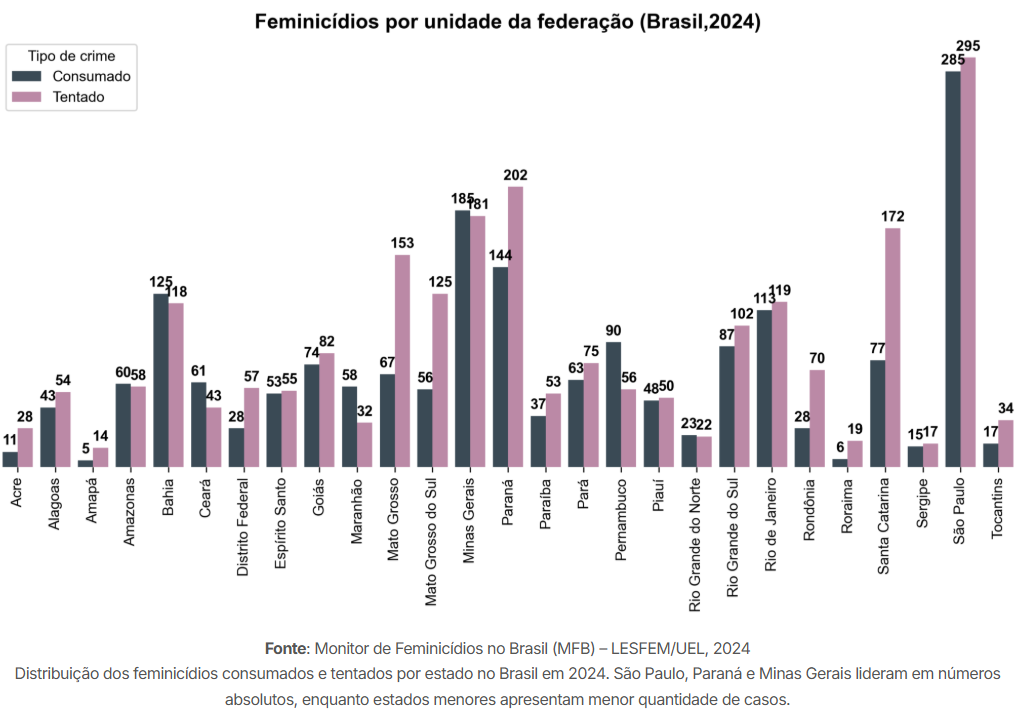 Feminicídios por unidade da federação (Brasil,2024)
Tipo de crime
Consumado
Tentado
11 28
43 54
5 14
60 58
125 118
61 43
28 57
53 55
74 82
58 32
67 153
56 125
185 181
144 202
37 53
63 75
90 56
48 50
23 22
87 102
113 119
28 70
6 19
77 172
15 17
285 295
17 34
Acre
Alagoas
Amapá
Amazonas
Bahia
Ceará
Distrito Federal
Espírito Santo
Goiás
Maranhão
Mato Grosso
Mato Grosso do Sul
Minas Gerais
Paraná
Paraíba
Pará
Pernambuco
Piauí
Rio Grande do Norte
Rio Grande do Sul
Rio de Janeiro
Rondônia
Roraima
Santa Catarina
Sergipe
São Paulo
Tocantins
Fonte: Monitor de Feminicídios no Brasil (MFB) – LESFEM/UEL, 2024
Distribuição dos feminicídios consumados e tentados por estado no Brasil em 2024. São Paulo, Paraná e Minas Gerais lideram em números
absolutos, enquanto estados menores apresentam menor quantidade de casos.